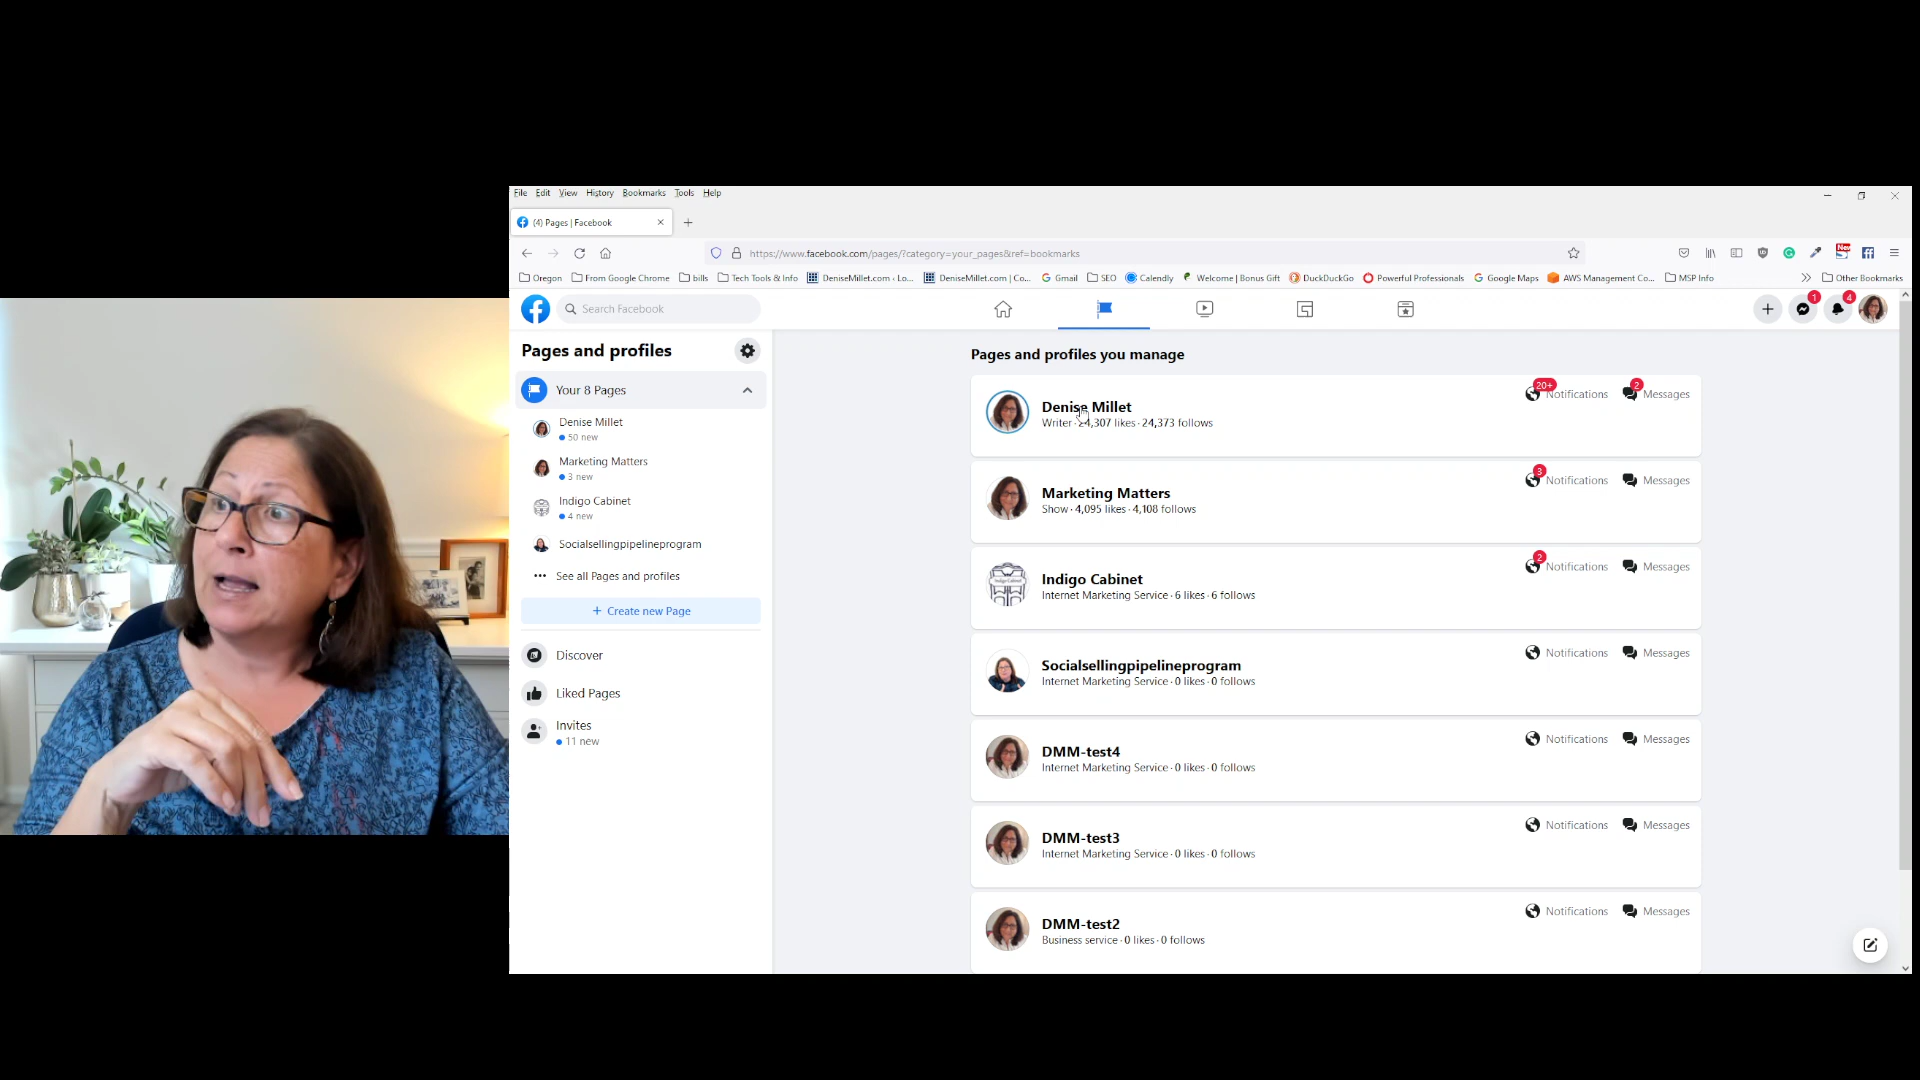 File Edit View History Bookmarks Tools Help
(4) Pages | Facebook
https://www.facebook.com/pages/?category=your_pages&ref=bookmarks
Oregon From Google Chrome bills Tech Tools & Info DeniseMillet.com ‹ Lo... DeniseMillet.com | Co... Gmail SEO Calendly Welcome | Bonus Gift DuckDuckGo Powerful Professionals Google Maps AWS Management Co... MSP Info Other Bookmarks
Search Facebook
1 4
Pages and profiles
Your 8 Pages
Denise Millet
50 new
Marketing Matters
3 new
Indigo Cabinet
4 new
Socialsellingpipelineprogram
See all Pages and profiles
+ Create new Page
Discover
Liked Pages
Invites
11 new
Pages and profiles you manage
Denise Millet
Writer · 24,307 likes · 24,373 follows
20+ Notifications 2 Messages
Marketing Matters
Show · 4,095 likes · 4,108 follows
3 Notifications Messages
Indigo Cabinet
Internet Marketing Service · 6 likes · 6 follows
2 Notifications Messages
Socialsellingpipelineprogram
Internet Marketing Service · 0 likes · 0 follows
Notifications Messages
DMM-test4
Internet Marketing Service · 0 likes · 0 follows
Notifications Messages
DMM-test3
Internet Marketing Service · 0 likes · 0 follows
Notifications Messages
DMM-test2
Business service · 0 likes · 0 follows
Notifications Messages